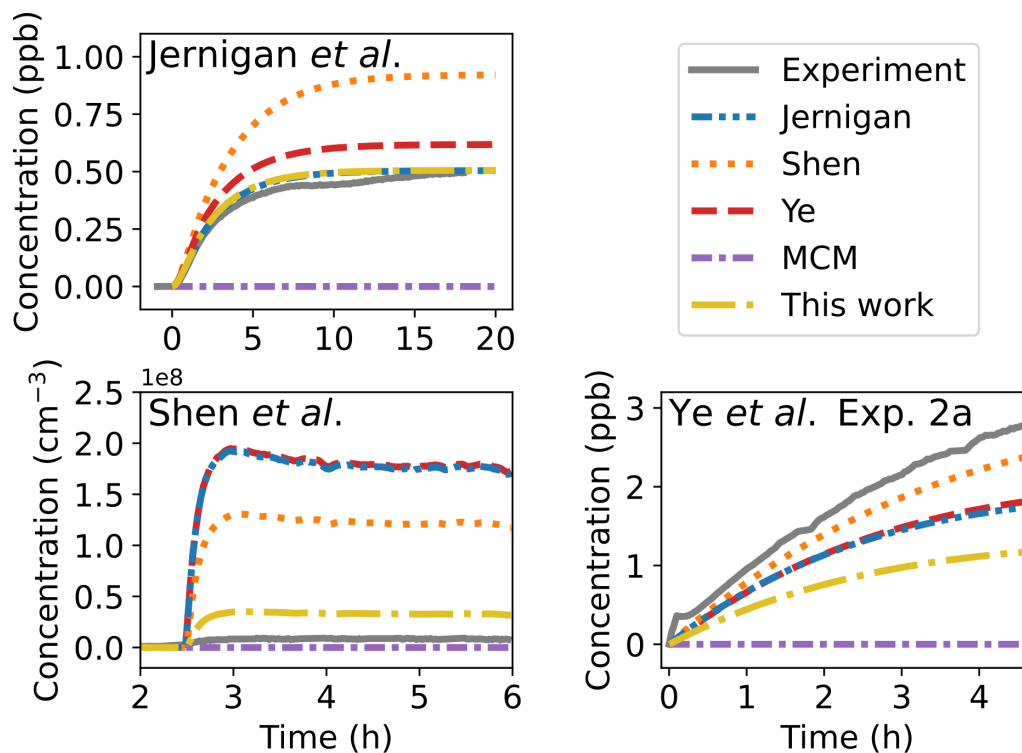 Jernigan et al.
Concentration (ppb)
1.00
0.75
0.50
0.25
0.00
0 5 10 15 20
Experiment
Jernigan
Shen
Ye
MCM
This work
1e8
Shen et al.
Concentration (cm−3)
2.5
2.0
1.5
1.0
0.5
0.0
2 3 4 5 6
Time (h)
Ye et al. Exp. 2a
Concentration (ppb)
3
2
1
0
0 1 2 3 4
Time (h)